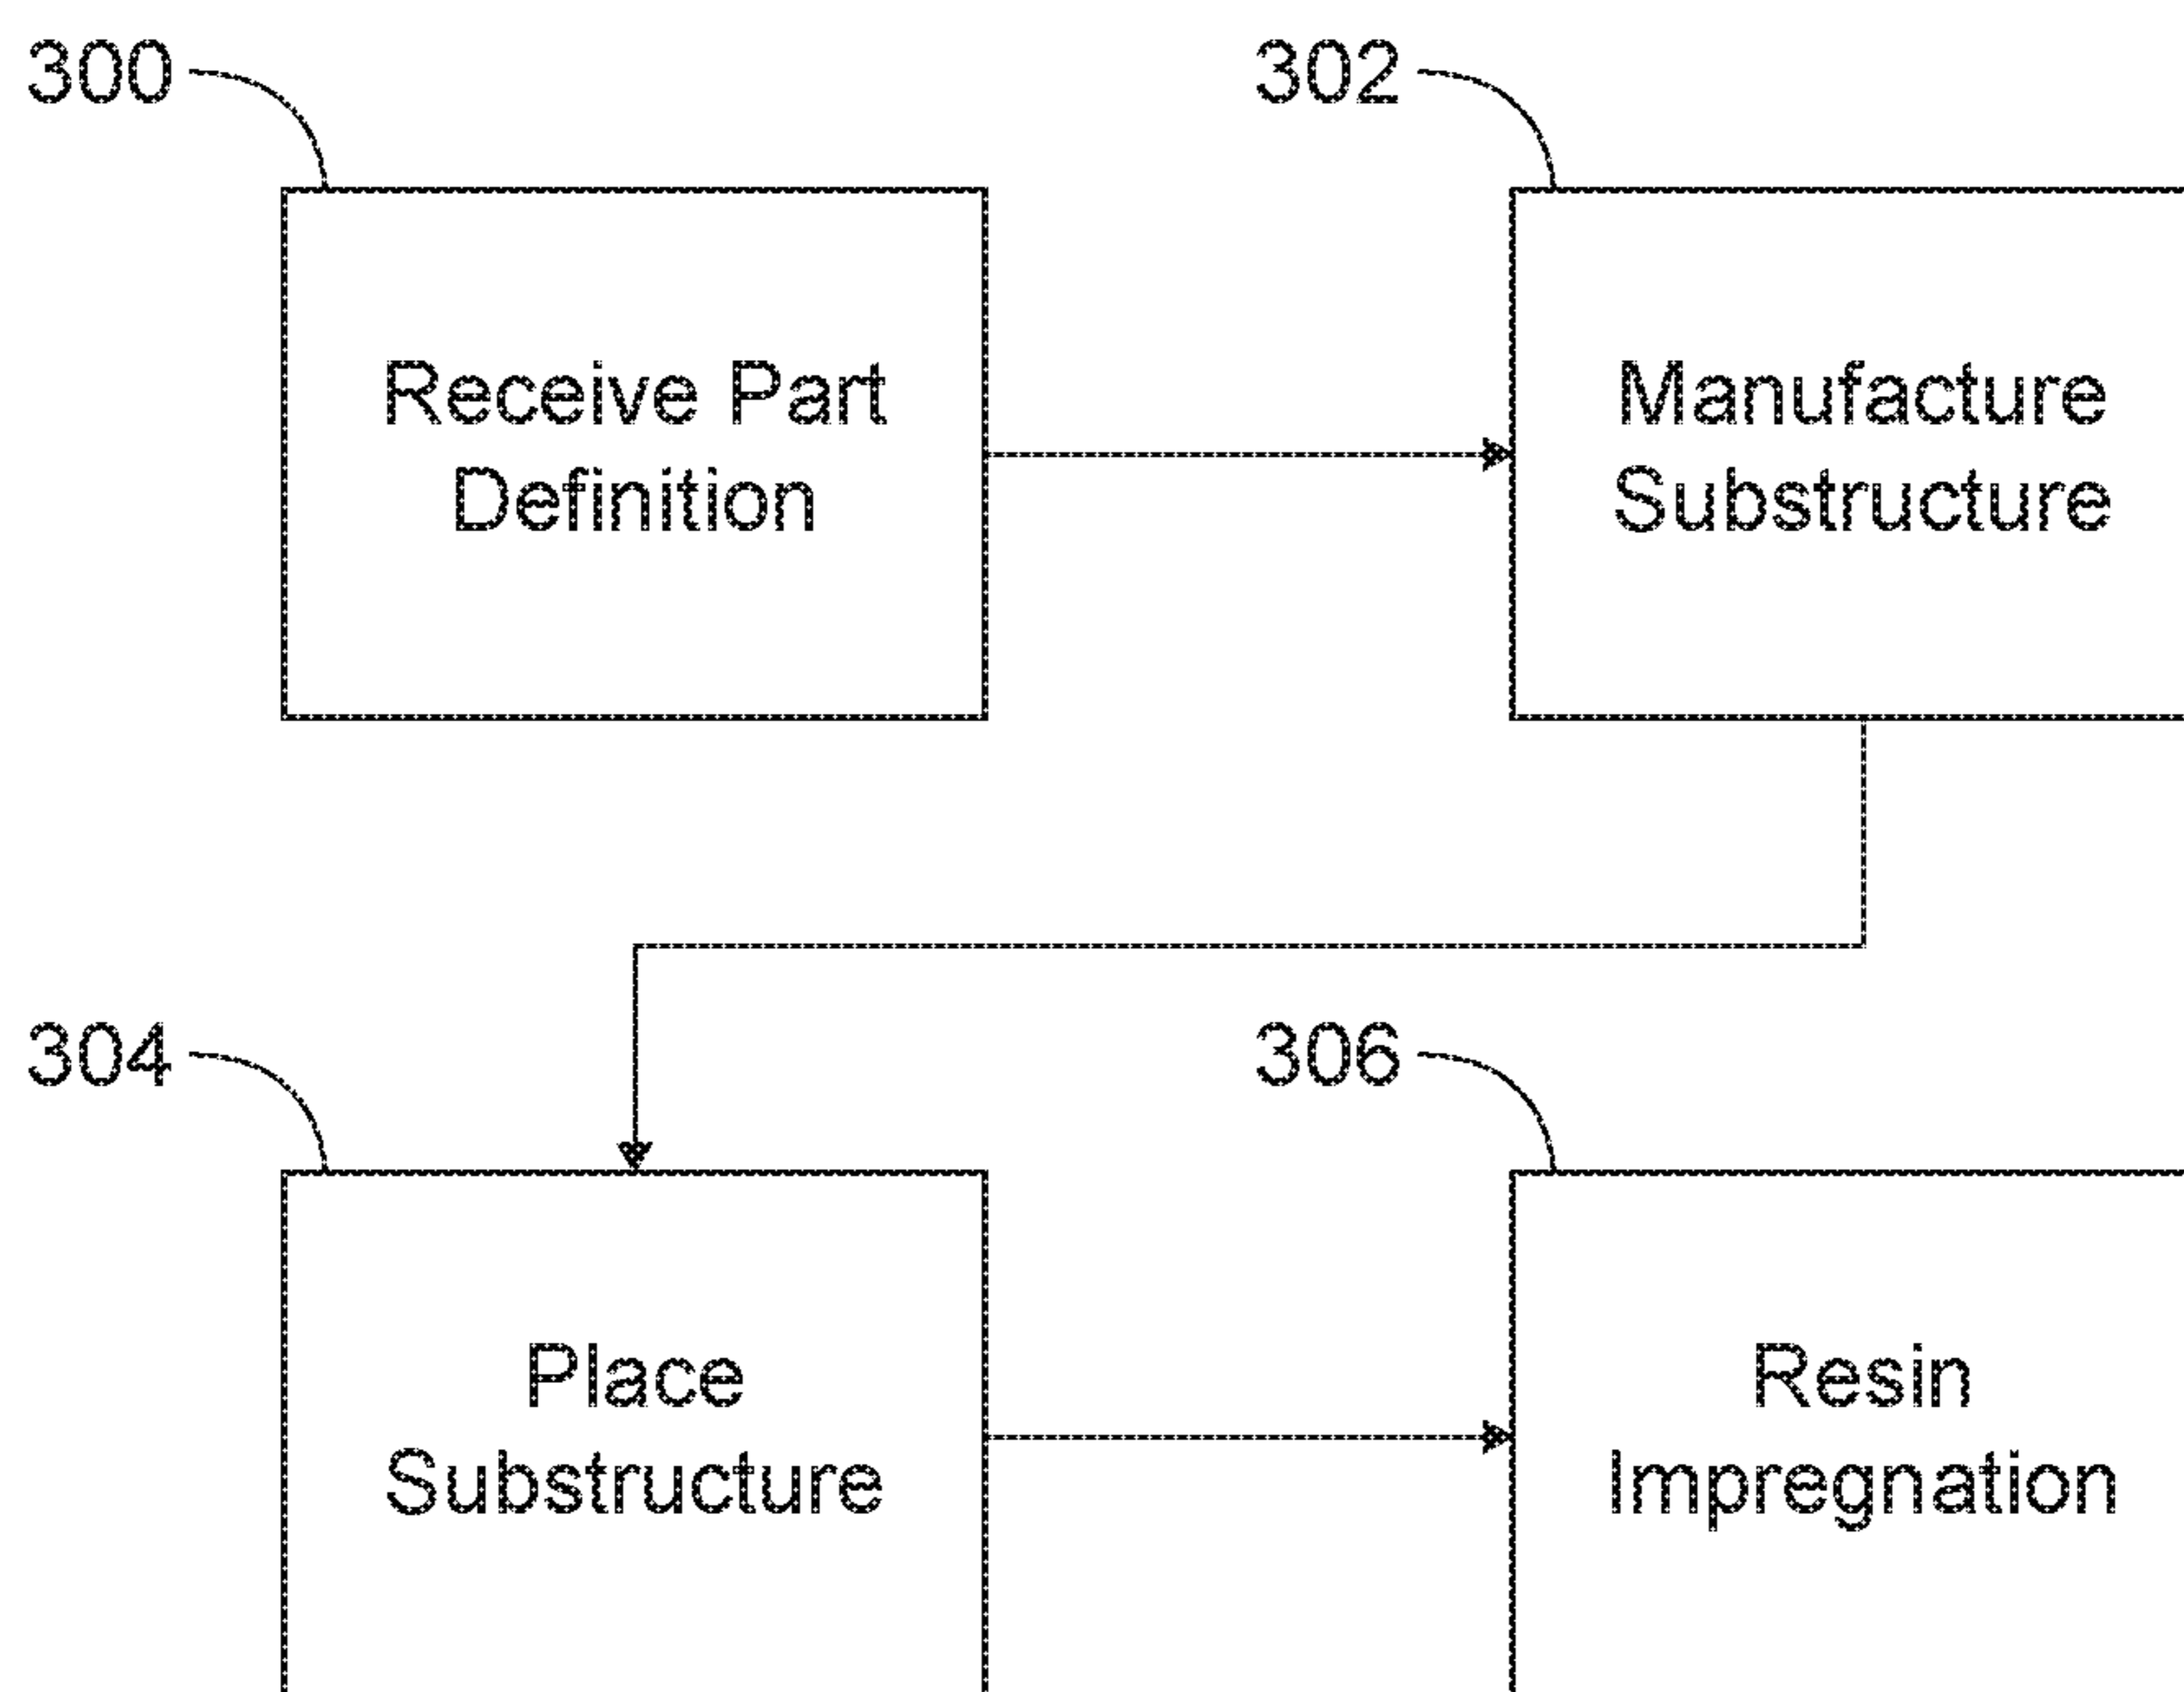 300
Receive Part
Definition
302
Manufacture
Substructure
304
Place
Substructure
306
Resin
Impregnation